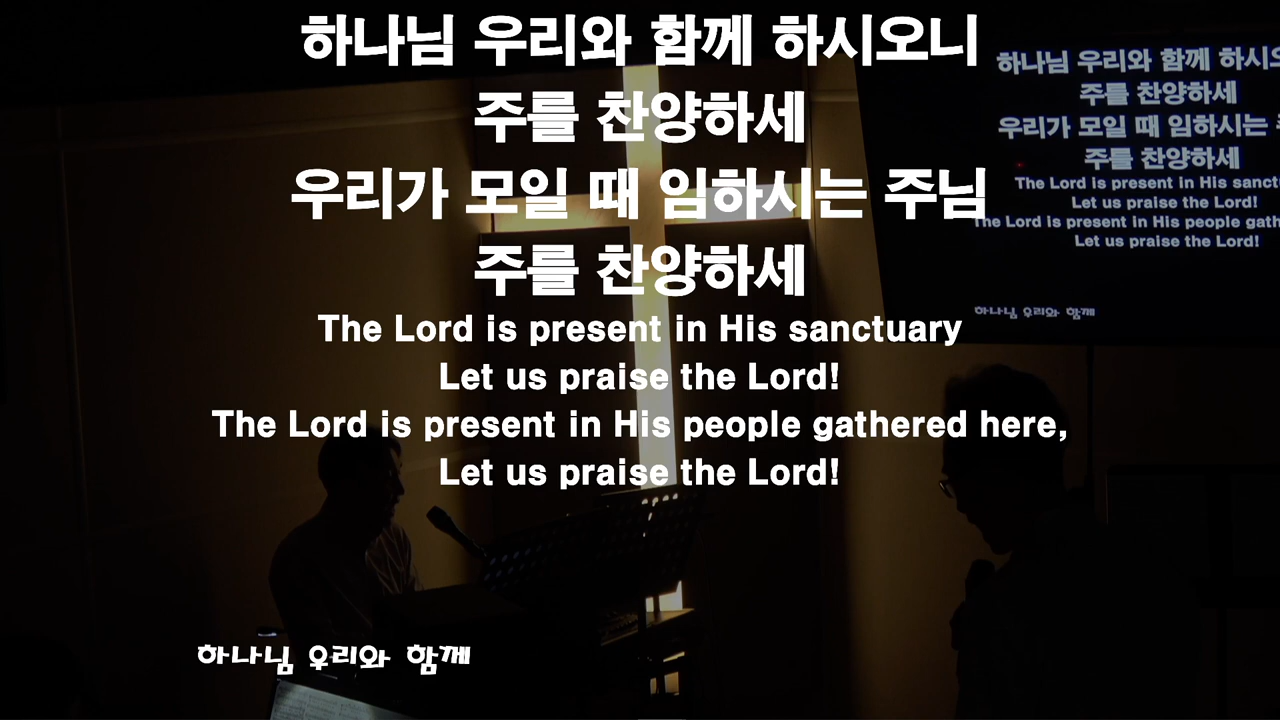 하나님 우리와 함께 하시오니
주를 찬양하세
우리가 모일 때 임하시는 주님
주를 찬양하세
The Lord is present in His sanctuary
Let us praise the Lord!
The Lord is present in His people gathered here,
Let us praise the Lord!
하나님 우리와 함께
하나님 우리와 함께 하시오
주를 찬양하세
우리가 모일 때 임하시는
주를 찬양하세
The Lord is present in His sanctu
Let us praise the Lord!
The Lord is present in His people gath
Let us praise the Lord!
하나님 우리와 함께